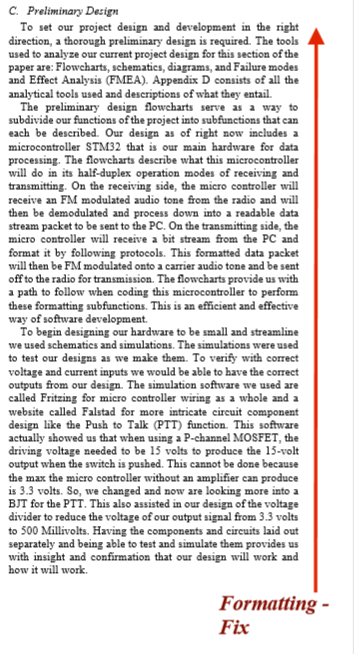 C. Preliminary Design
To set our project design and development in the right
direction, a thorough preliminary design is required. The tools
used to analyze our current project design for this section of the
paper are: Flowcharts, schematics, diagrams, and Failure modes
and Effect Analysis (FMEA). Appendix D consists of all the
analytical tools used and descriptions of what they entail.
The preliminary design flowcharts serve as a way to
subdivide our functions of the project into subfunctions that can
each be described. Our design as of right now includes a
microcontroller STM32 that is our main hardware for data
processing. The flowcharts describe what this microcontroller
will do in its half-duplex operation modes of receiving and
transmitting. On the receiving side, the micro controller will
receive an FM modulated audio tone from the radio and will
then be demodulated and process down into a readable data
stream packet to be sent to the PC. On the transmitting side, the
micro controller will receive a bit stream from the PC and
format it by following protocols. This formatted data packet
will then be FM modulated onto a carrier audio tone and be sent
off to the radio for transmission. The flowcharts provide us with
a path to follow when coding this microcontroller to perform
these formatting subfunctions. This is an efficient and effective
way of software development.
To begin designing our hardware to be small and streamline
we used schematics and simulations. The simulations were used
to test our designs as we make them. To verify with correct
voltage and current inputs we would be able to have the correct
outputs from our design. The simulation software we used are
called Fritzing for micro controller wiring as a whole and a
website called Falstad for more intricate circuit component
design like the Push to Talk (PTT) function. This software
actually showed us that when using a P-channel MOSFET, the
driving voltage needed to be 15 volts to produce the 15-volt
output when the switch is pushed. This cannot be done because
the max the micro controller without an amplifier can produce
is 3.3 volts. So, we changed and now are looking more into a
BJT for the PTT. This also assisted in our design of the voltage
divider to reduce the voltage of our output signal from 3.3 volts
to 500 Millivolts. Having the components and circuits laid out
separately and being able to test and simulate them provides us
with insight and confirmation that our design will work and
how it will work.
Formatting -
Fix